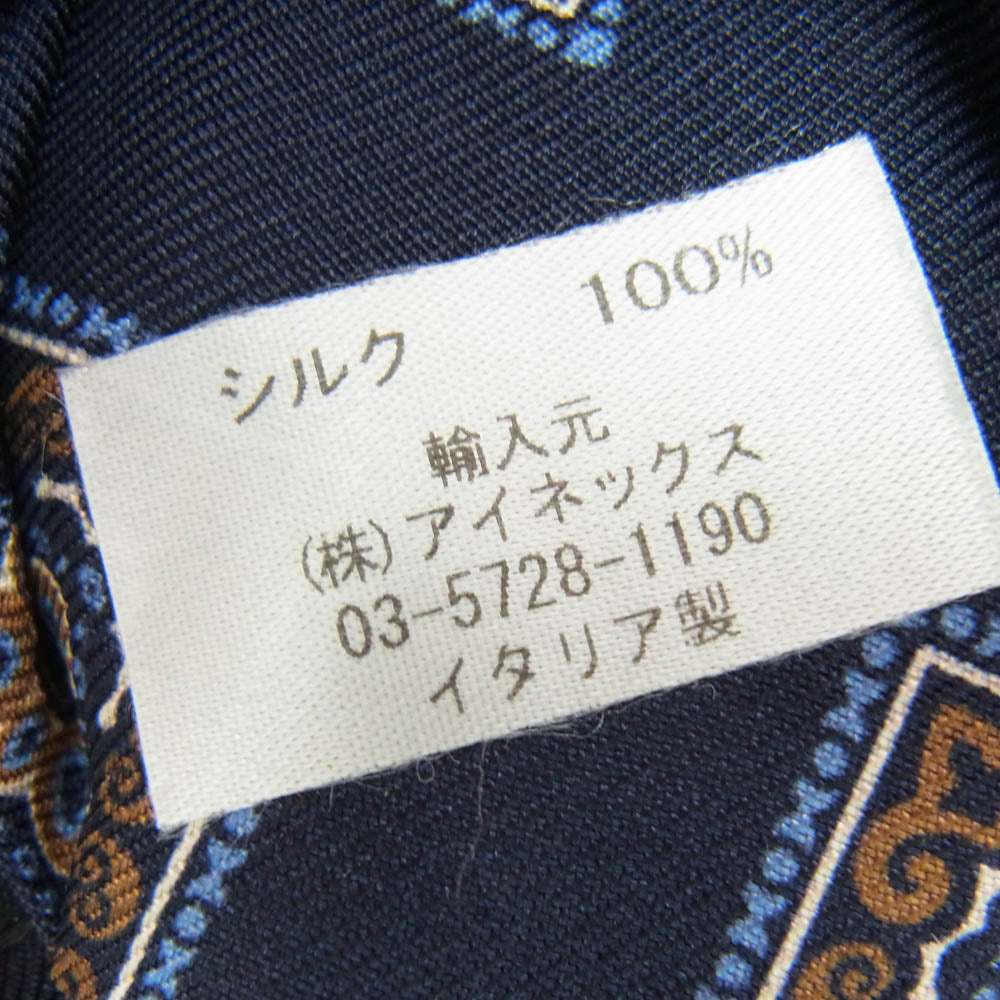 シルク 100%
輸入元
(株)アイネックス
03-5728-1190
イタリア製